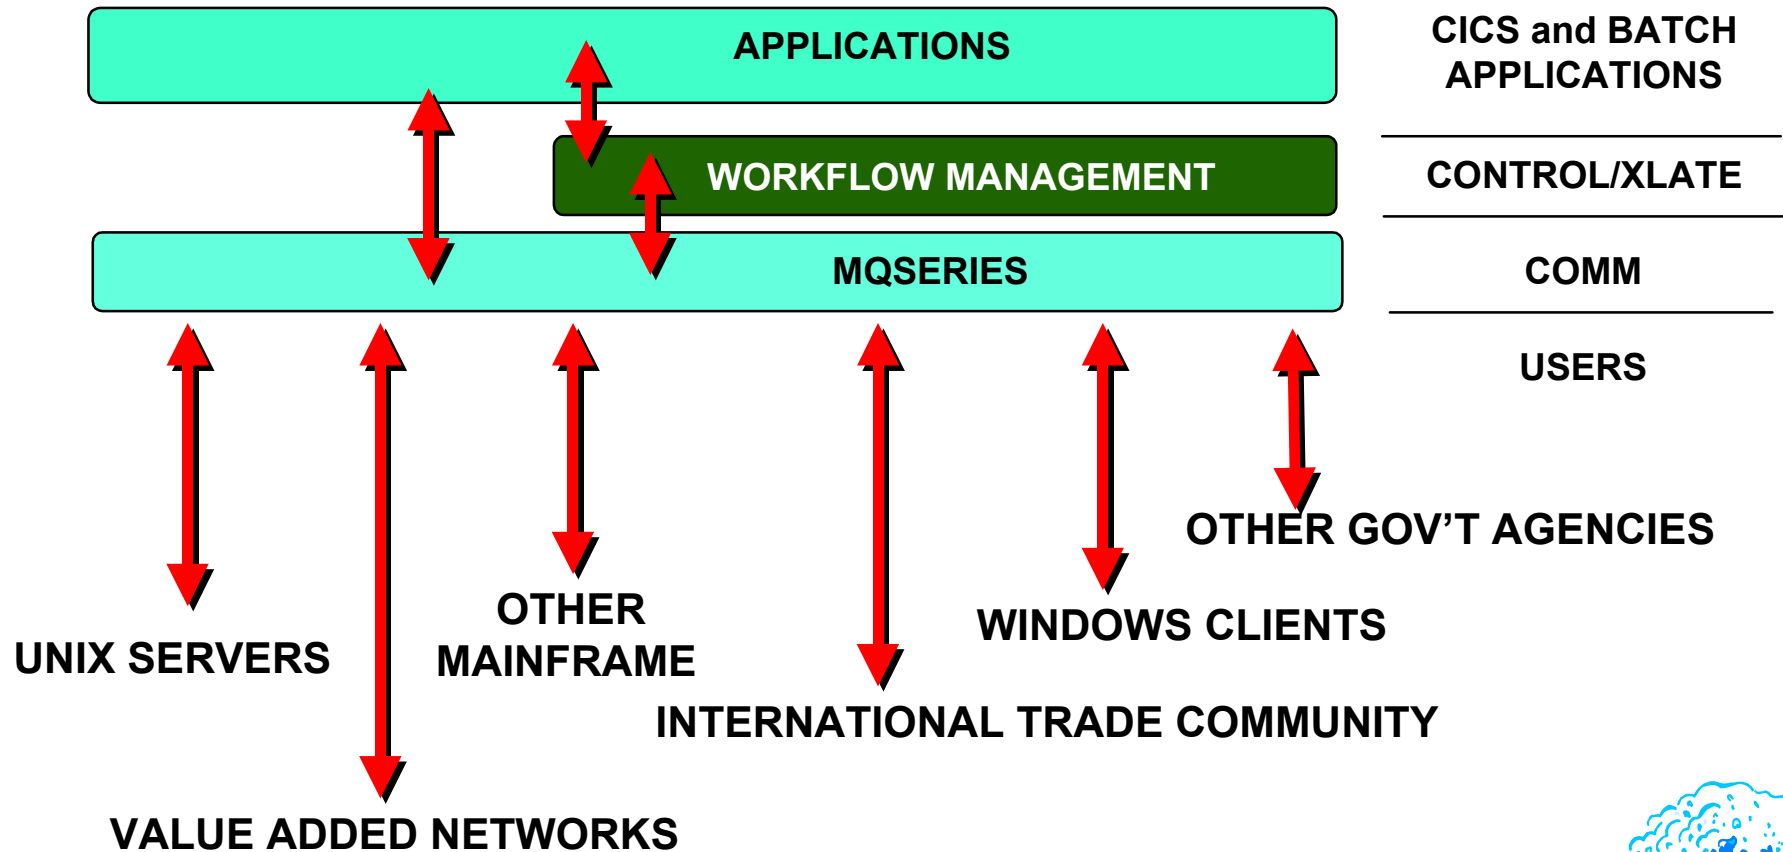 APPLICATIONS
CICS and BATCH
APPLICATIONS
WORKFLOW MANAGEMENT
CONTROL/XLATE
MQSERIES
COMM
USERS
OTHER GOV’T AGENCIES
OTHER
MAINFRAME
WINDOWS CLIENTS
UNIX SERVERS
INTERNATIONAL TRADE COMMUNITY
VALUE ADDED NETWORKS